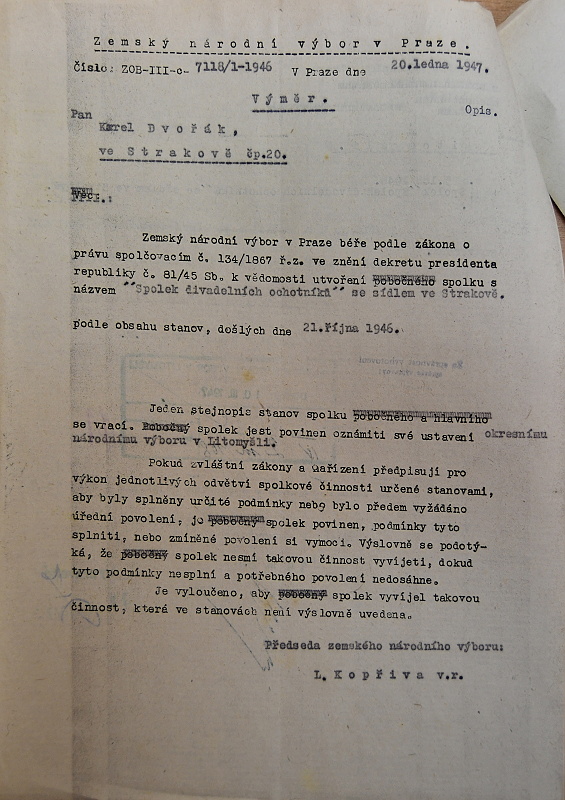 Zemský národní výbor v Praze.
číslo: ZOB-III-c- 7118/1-1946 V Praze dne 20.ledna 1947.
Výměr.
Opis.
Pan
Karel Dvořák,
ve Strakově čp.20.
Věc.:
Zemský národní výbor v Praze béře podle zákona o
právu spolčovacím č. 134/1867 ř.z. ve znění dekretu presidenta
republiky č. 81/45 Sb. k vědomosti utvoření pobočného spolku s
názvem "Spolek divadelních ochotníků" se sídlem ve Strakově.
podle obsahu stanov, došlých dne 21.října 1946.
Jeden stejnopis stanov spolku pobočného a hlavního
se vrací. Pobočný spolek jest povinen oznámiti své ustavení okresnímu
národnímu výboru v Litomyšli.
Pokud zvláštní zákony a nařízení předpisují pro
výkon jednotlivých odvětví spolkové činnosti určené stanovami,
aby byly splněny určité podmínky nebo bylo předem vyžádáno
úřední povolení, je pobočný spolek povinen, podmínky tyto
splniti, nebo zmíněné povolení si vymoci. Výslovně se podotý-
ká, že pobočný spolek nesmí takovou činnost vyvíjeti, dokud
tyto podmínky nesplní a potřebného povolení nedosáhne.
Je vyloučeno, aby pobočný spolek vyvíjel takovou
činnost, která ve stanovách není výslovně uvedena.
Předseda zemského národního výboru:
L. Kopřiva v.r.